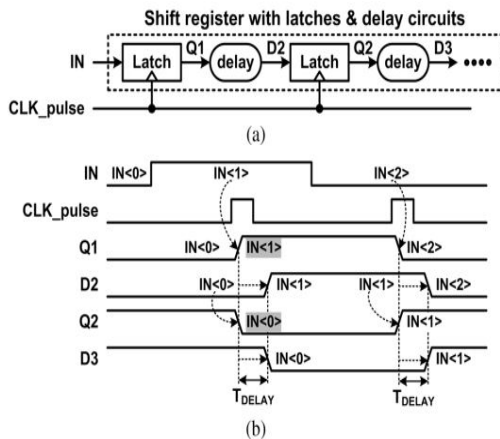 Shift register with latches & delay circuits
Q1 D2 Q2 D3
IN Latch delay Latch delay
CLK_pulse
(a)
IN IN<0> IN<1> IN<2>
CLK_pulse
Q1 IN<0> IN<1> IN<2>
D2 IN<0> IN<1> IN<1> IN<2>
Q2 IN<0> IN<1>
D3 IN<0> IN<1>
TDELAY TDELAY
(b)